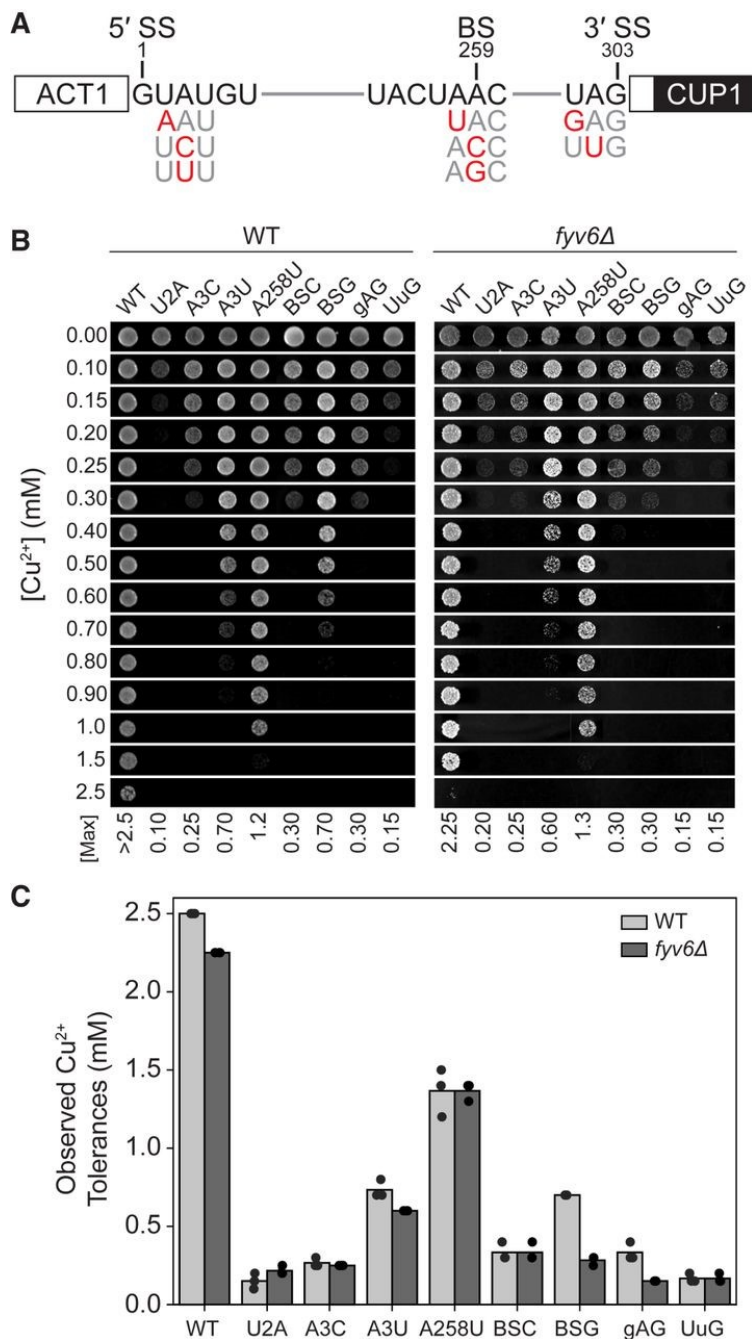 A
5′ SS BS 3′ SS
1 259 303
ACT1 GUAUGU UACUAAC UAG CUP1
AAU UAC GAG
UCU ACC UUG
UUU AGC
B
WT fyv6Δ
WT U2A A3C A3U A258U BSC BSG gAG UuG WT U2A A3C A3U A258U BSC BSG gAG UuG
[Cu²⁺] (mM)
0.00
0.10
0.15
0.20
0.25
0.30
0.40
0.50
0.60
0.70
0.80
0.90
1.0
1.5
2.5
[Max] >2.5 0.10 0.25 0.70 1.2 0.30 0.70 0.30 0.15 2.25 0.20 0.25 0.60 1.3 0.30 0.30 0.15 0.15
C
Observed Cu²⁺
Tolerances (mM)
2.5
2.0
1.5
1.0
0.5
0.0
WT
fyv6Δ
WT U2A A3C A3U A258U BSC BSG gAG UuG